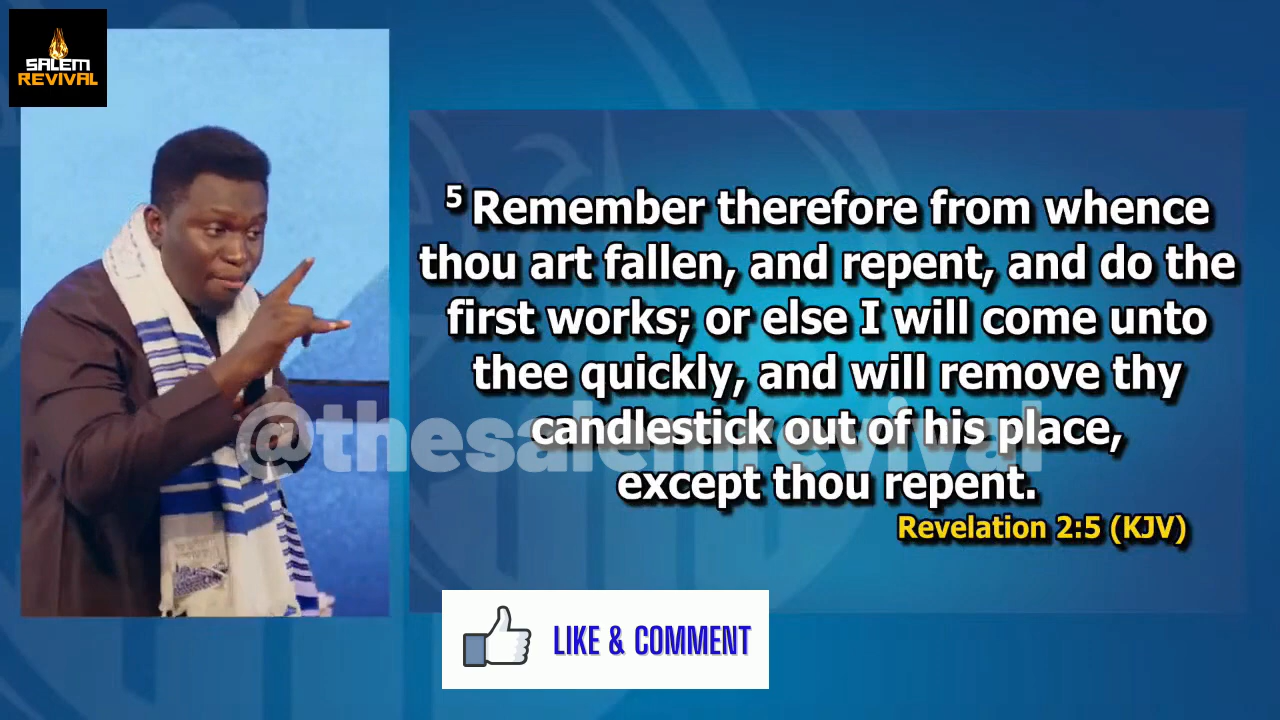 SALEM
REVIVAL
5 Remember therefore from whence
thou art fallen, and repent, and do the
first works; or else I will come unto
thee quickly, and will remove thy
candlestick out of his place,
except thou repent.
Revelation 2:5 (KJV)
@thesalemrevival
LIKE & COMMENT